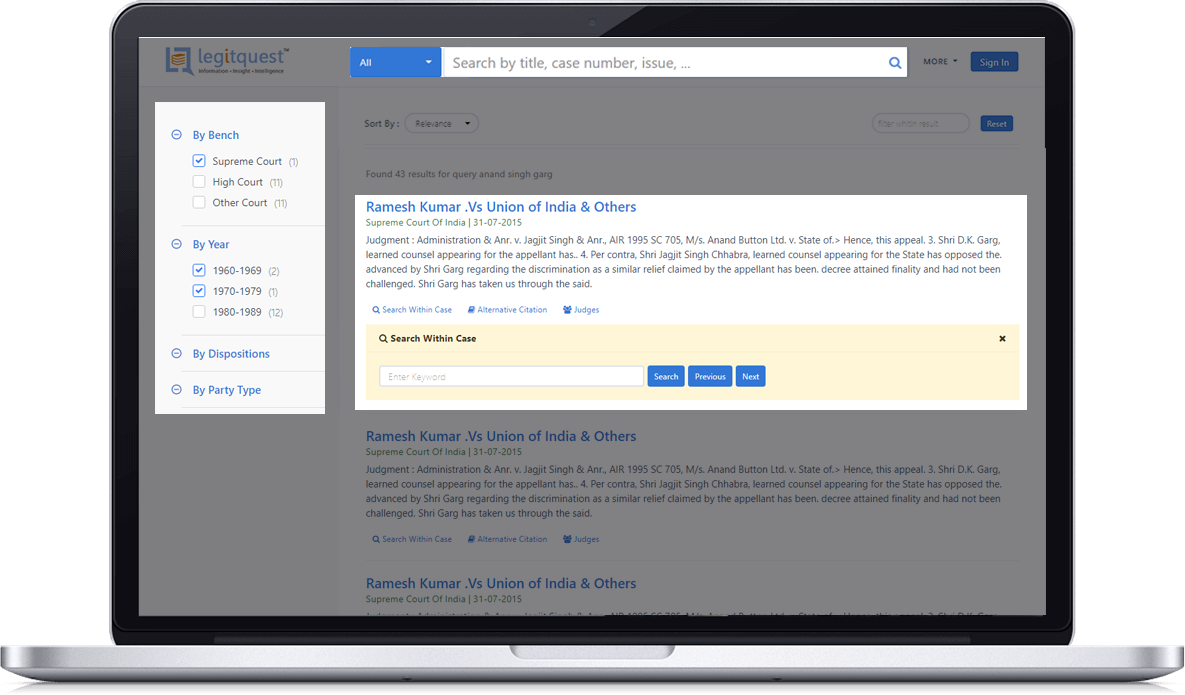 legitquest™
Information • Insight • Intelligence
All
Search by title, case number, issue, ...
MORE
Sign In
By Bench
Supreme Court (1)
High Court (11)
Other Court (11)
By Year
1960-1969 (2)
1970-1979 (1)
1980-1989 (12)
By Dispositions
By Party Type
Sort By :
Relevance
filter within result
Reset
Found 43 results for query anand singh garg
Ramesh Kumar .Vs Union of India & Others
Supreme Court Of India | 31-07-2015
Judgment : Administration & Anr. v. Jagjit Singh & Anr., AIR 1995 SC 705, M/s. Anand Button Ltd. v. State of.> Hence, this appeal. 3. Shri D.K. Garg,
learned counsel appearing for the appellant has.. 4. Per contra, Shri Jagjit Singh Chhabra, learned counsel appearing for the State has opposed the.
advanced by Shri Garg regarding the discrimination as a similar relief claimed by the appellant has been. decree attained finality and had not been
challenged. Shri Garg has taken us through the said.
Search Within Case Alternative Citation Judges
Search Within Case
Enter Keyword
Search
Previous
Next
Ramesh Kumar .Vs Union of India & Others
Supreme Court Of India | 31-07-2015
Judgment : Administration & Anr. v. Jagjit Singh & Anr., AIR 1995 SC 705, M/s. Anand Button Ltd. v. State of.> Hence, this appeal. 3. Shri D.K. Garg,
learned counsel appearing for the appellant has.. 4. Per contra, Shri Jagjit Singh Chhabra, learned counsel appearing for the State has opposed the.
advanced by Shri Garg regarding the discrimination as a similar relief claimed by the appellant has been. decree attained finality and had not been
challenged. Shri Garg has taken us through the said.
Search Within Case Alternative Citation Judges
Ramesh Kumar .Vs Union of India & Others
Supreme Court Of India | 31-07-2015